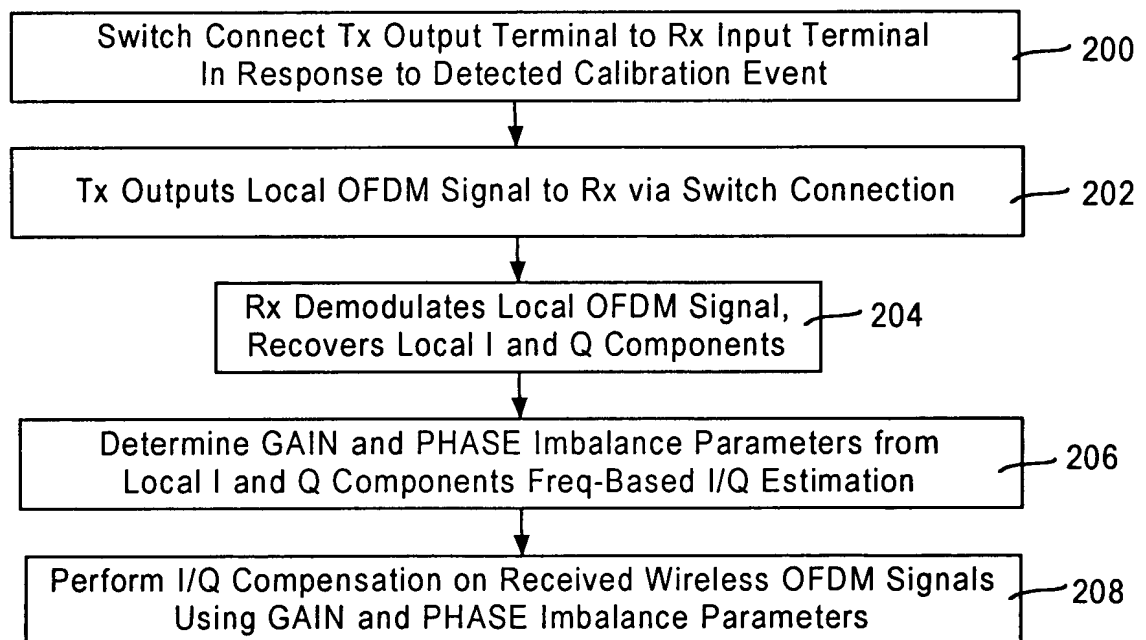 Switch Connect Tx Output Terminal to Rx Input Terminal
In Response to Detected Calibration Event
200
Tx Outputs Local OFDM Signal to Rx via Switch Connection
202
Rx Demodulates Local OFDM Signal,
Recovers Local I and Q Components
204
Determine GAIN and PHASE Imbalance Parameters from
Local I and Q Components Freq-Based I/Q Estimation
206
Perform I/Q Compensation on Received Wireless OFDM Signals
Using GAIN and PHASE Imbalance Parameters
208